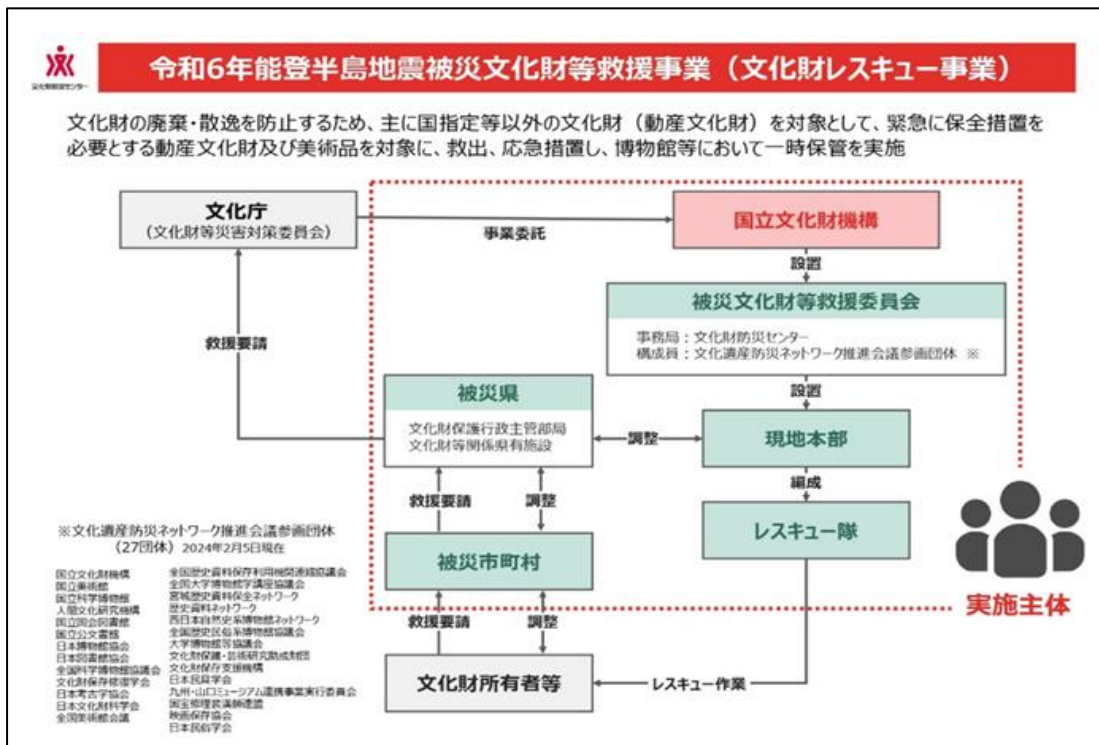 令和6年能登半島地震被災文化財等救援事業（文化財レスキュー事業）
文化財防災センター
文化財の廃棄・散逸を防止するため、主に国指定等以外の文化財（動産文化財）を対象として、緊急に保全措置を
必要とする動産文化財及び美術品を対象に、救出、応急措置し、博物館等において一時保管を実施
文化庁
（文化財等災害対策委員会）
事業委託
国立文化財機構
設置
被災文化財等救援委員会
事務局：文化財防災センター
構成員：文化遺産防災ネットワーク推進会議参画団体 ※
設置
救援要請
被災県
文化財保護行政主管部局
文化財等関係県有施設
調整
現地本部
編成
救援要請
調整
レスキュー隊
被災市町村
実施主体
救援要請
調整
文化財所有者等
レスキュー作業
※文化遺産防災ネットワーク推進会議参画団体
（27団体） 2024年2月5日現在
国立文化財機構
国立美術館
国立科学博物館
人間文化研究機構
国立国会図書館
国立公文書館
日本博物館協会
日本図書館協会
全国科学博物館協議会
文化財保存修復学会
日本考古学協会
日本文化財科学会
全国美術館会議
全国歴史資料保存利用機関連絡協議会
全国大学博物館学講座協議会
宮城歴史資料保全ネットワーク
歴史資料ネットワーク
西日本自然史系博物館ネットワーク
全国歴史民俗系博物館協議会
大学博物館等協議会
文化財保護・芸術研究助成財団
文化財保存支援機構
日本民具学会
九州・山口ミュージアム連携事業実行委員会
国宝修理装潢師連盟
映画保存協会
日本民俗学会